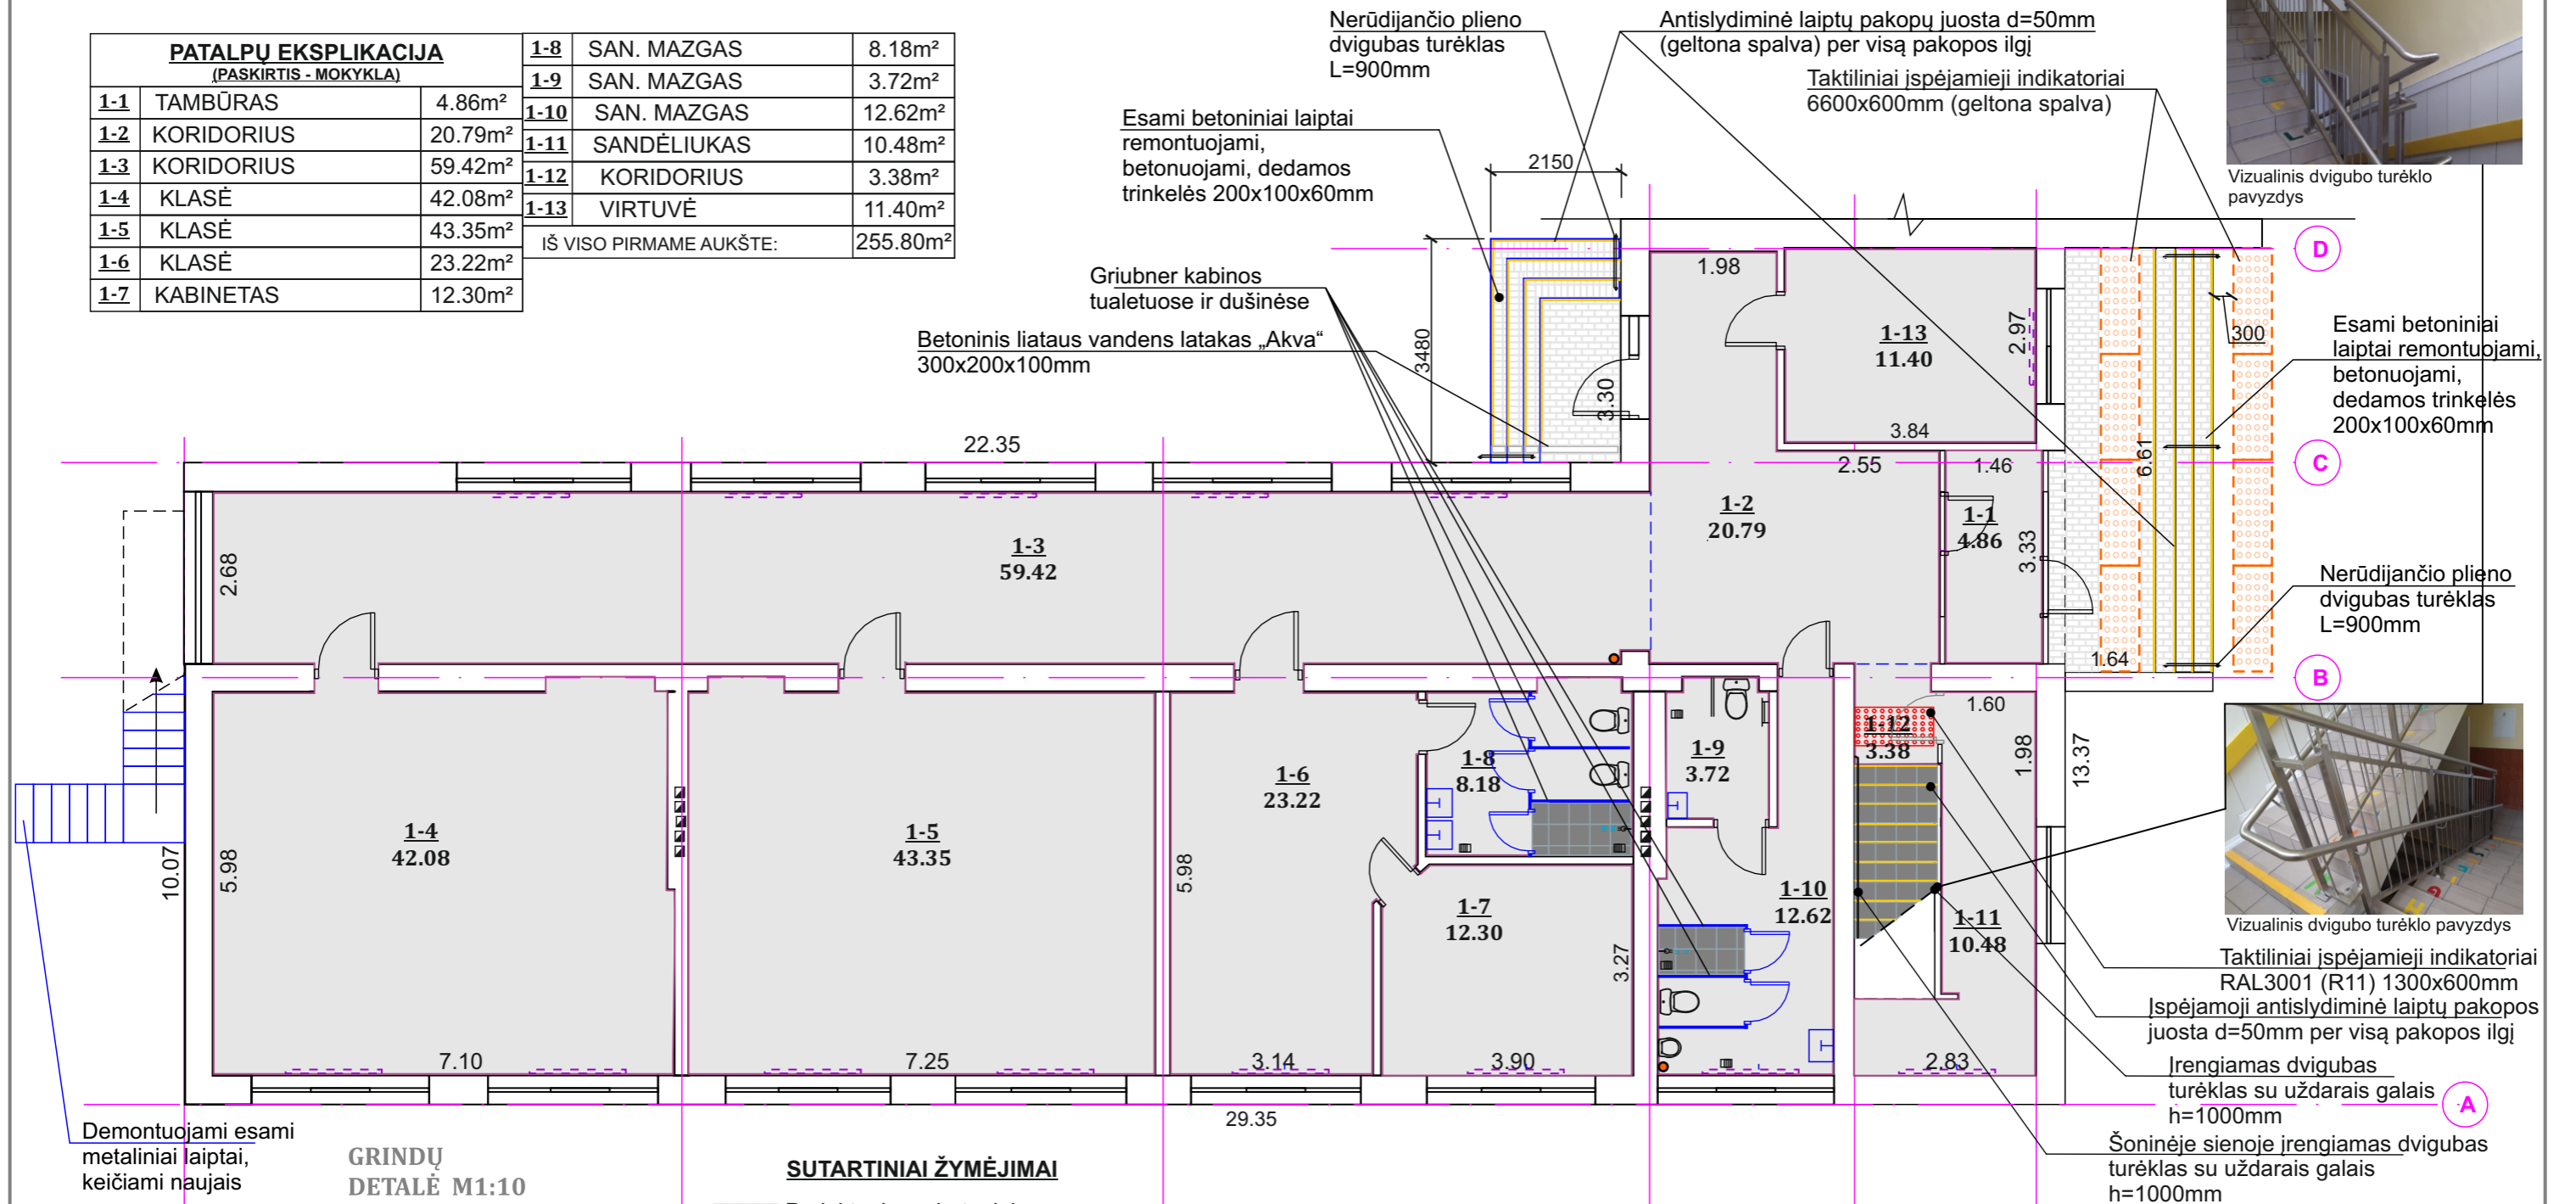 PATALPŲ EKSPLIKACIJA
(PASKIRTIS - MOKYKLA)
1-1 TAMBŪRAS 4.86m²
1-2 KORIDORIUS 20.79m²
1-3 KORIDORIUS 59.42m²
1-4 KLASĖ 42.08m²
1-5 KLASĖ 43.35m²
1-6 KLASĖ 23.22m²
1-7 KABINETAS 12.30m²
1-8 SAN. MAZGAS 8.18m²
1-9 SAN. MAZGAS 3.72m²
1-10 SAN. MAZGAS 12.62m²
1-11 SANDĖLIUKAS 10.48m²
1-12 KORIDORIUS 3.38m²
1-13 VIRTUVĖ 11.40m²
IŠ VISO PIRMAME AUKŠTE: 255.80m²
Nerūdijančio plieno
dvigubas turėklas
L=900mm
Antislydiminė laiptų pakopų juosta d=50mm
(geltona spalva) per visą pakopos ilgį
Taktiliniai įspėjamieji indikatoriai
6600x600mm (geltona spalva)
Esami betoniniai laiptai
remontuojami,
betonuojami, dedamos
trinkelės 200x100x60mm
Vizualinis dvigubo turėklo
pavyzdys
Griubner kabinos
tualetuose ir dušinėse
Betoninis liataus vandens latakas „Akva“
300x200x100mm
2150
3480
3.30
1.98
1-13
11.40
2.97
3.84
300
D
Esami betoniniai
laiptai remontuojami,
betonuojami,
dedamos trinkelės
200x100x60mm
22.35
2.55
1.46
6.61
C
1-2
20.79
1-1
4.86
3.33
1-3
59.42
2.68
Nerūdijančio plieno
dvigubas turėklas
L=900mm
1.64
B
1.60
1-12
3.38
1.98
13.37
1-9
3.72
1-8
8.18
1-6
23.22
1-4
42.08
1-5
43.35
10.07
5.98
5.98
1-7
12.30
3.27
1-10
12.62
1-11
10.48
Vizualinis dvigubo turėklo pavyzdys
Taktiliniai įspėjamieji indikatoriai
RAL3001 (R11) 1300x600mm
Įspėjamoji antislydiminė laiptų pakopos
juosta d=50mm per visą pakopos ilgį
7.10
7.25
3.14
3.90
2.83
Įrengiamas dvigubas
turėklas su uždarais galais
h=1000mm
A
29.35
Šoninėje sienoje įrengiamas dvigubas
turėklas su uždarais galais
h=1000mm
Demontuojami esami
metaliniai laiptai,
keičiami naujais
GRINDŲ
DETALĖ M1:10
SUTARTINIAI ŽYMĖJIMAI